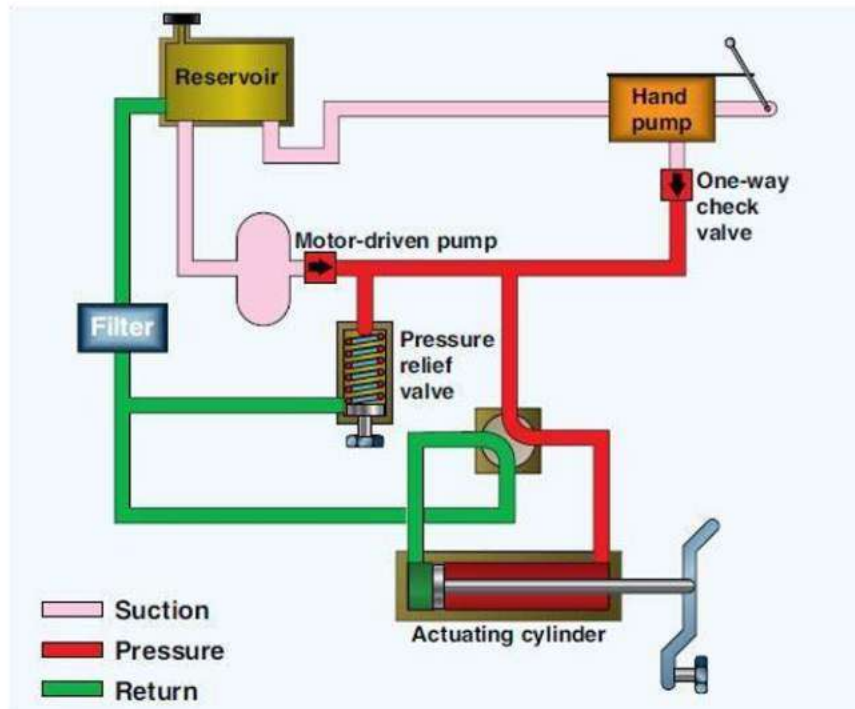 Reservoir
Hand
pump
One-way
check
valve
Motor-driven pump
Filter
Pressure
relief
valve
Actuating cylinder
Suction
Pressure
Return